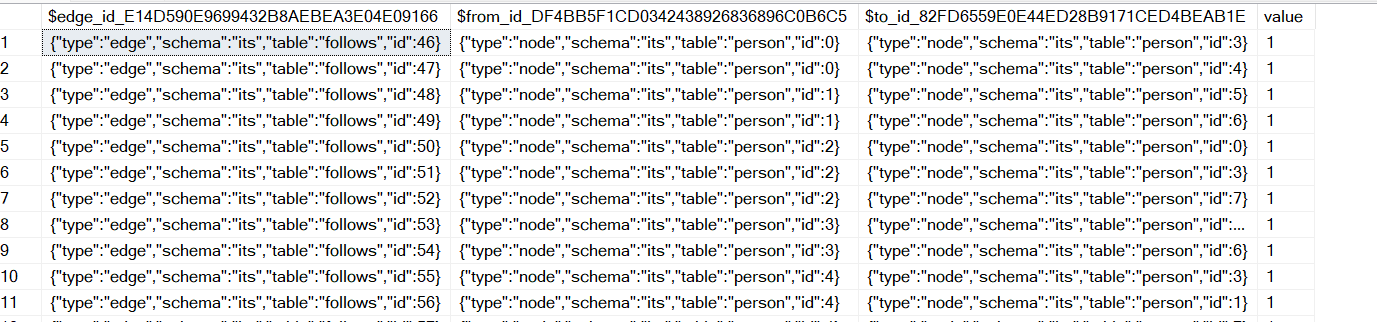 $edge_id_E14D590E9699432B8AEBEA3E04E09166 $from_id_DF4BB5F1CD0342438926836896C0B6C5 $to_id_82FD6559E0E44ED28B9171CED4BEAB1E value
1 {"type":"edge","schema":"its","table":"follows","id":46} {"type":"node","schema":"its","table":"person","id":0} {"type":"node","schema":"its","table":"person","id":3} 1
2 {"type":"edge","schema":"its","table":"follows","id":47} {"type":"node","schema":"its","table":"person","id":0} {"type":"node","schema":"its","table":"person","id":4} 1
3 {"type":"edge","schema":"its","table":"follows","id":48} {"type":"node","schema":"its","table":"person","id":1} {"type":"node","schema":"its","table":"person","id":5} 1
4 {"type":"edge","schema":"its","table":"follows","id":49} {"type":"node","schema":"its","table":"person","id":1} {"type":"node","schema":"its","table":"person","id":6} 1
5 {"type":"edge","schema":"its","table":"follows","id":50} {"type":"node","schema":"its","table":"person","id":2} {"type":"node","schema":"its","table":"person","id":0} 1
6 {"type":"edge","schema":"its","table":"follows","id":51} {"type":"node","schema":"its","table":"person","id":2} {"type":"node","schema":"its","table":"person","id":3} 1
7 {"type":"edge","schema":"its","table":"follows","id":52} {"type":"node","schema":"its","table":"person","id":2} {"type":"node","schema":"its","table":"person","id":7} 1
8 {"type":"edge","schema":"its","table":"follows","id":53} {"type":"node","schema":"its","table":"person","id":3} {"type":"node","schema":"its","table":"person","id":... 1
9 {"type":"edge","schema":"its","table":"follows","id":54} {"type":"node","schema":"its","table":"person","id":3} {"type":"node","schema":"its","table":"person","id":6} 1
10 {"type":"edge","schema":"its","table":"follows","id":55} {"type":"node","schema":"its","table":"person","id":4} {"type":"node","schema":"its","table":"person","id":3} 1
11 {"type":"edge","schema":"its","table":"follows","id":56} {"type":"node","schema":"its","table":"person","id":4} {"type":"node","schema":"its","table":"person","id":1} 1